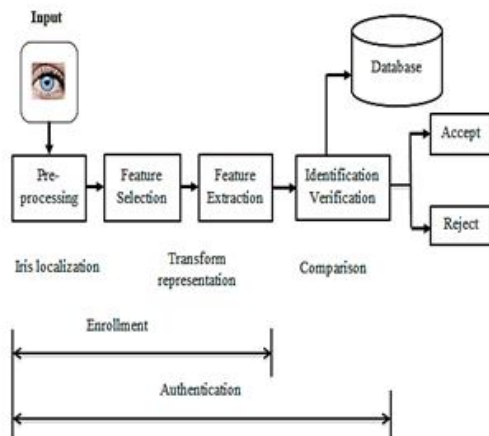 Input
Database
Accept
Pre-
processing
Feature
Selection
Feature
Extraction
Identification
Verification
Reject
Iris localization
Transform
representation
Comparison
Enrollment
Authentication